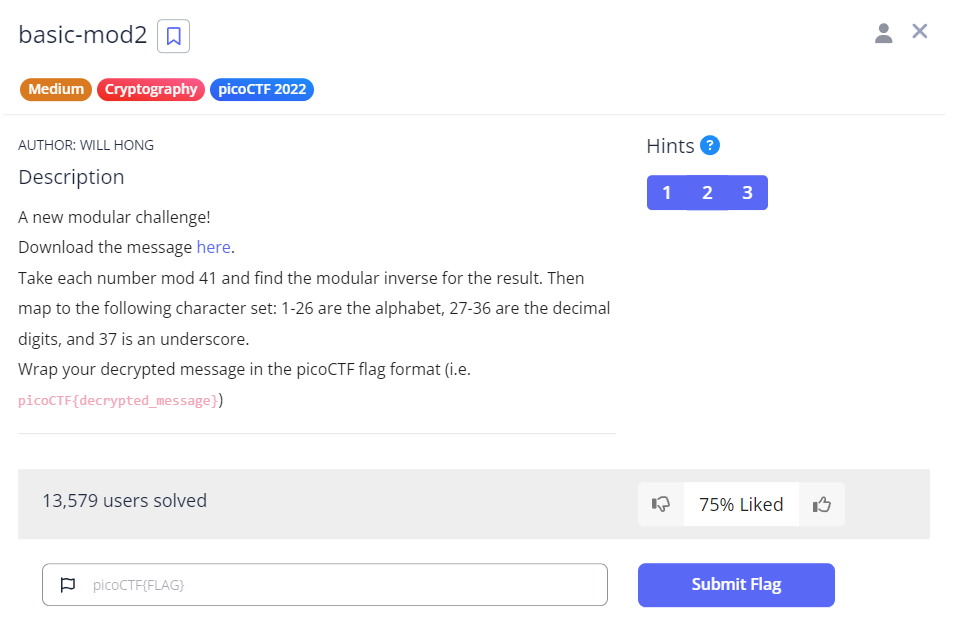 basic-mod2
Medium Cryptography picoCTF 2022
AUTHOR: WILL HONG
Description
A new modular challenge!
Download the message here.
Take each number mod 41 and find the modular inverse for the result. Then
map to the following character set: 1-26 are the alphabet, 27-36 are the decimal
digits, and 37 is an underscore.
Wrap your decrypted message in the picoCTF flag format (i.e.
picoCTF{decrypted_message})
Hints ?
1 2 3
13,579 users solved
75% Liked
picoCTF{FLAG}
Submit Flag